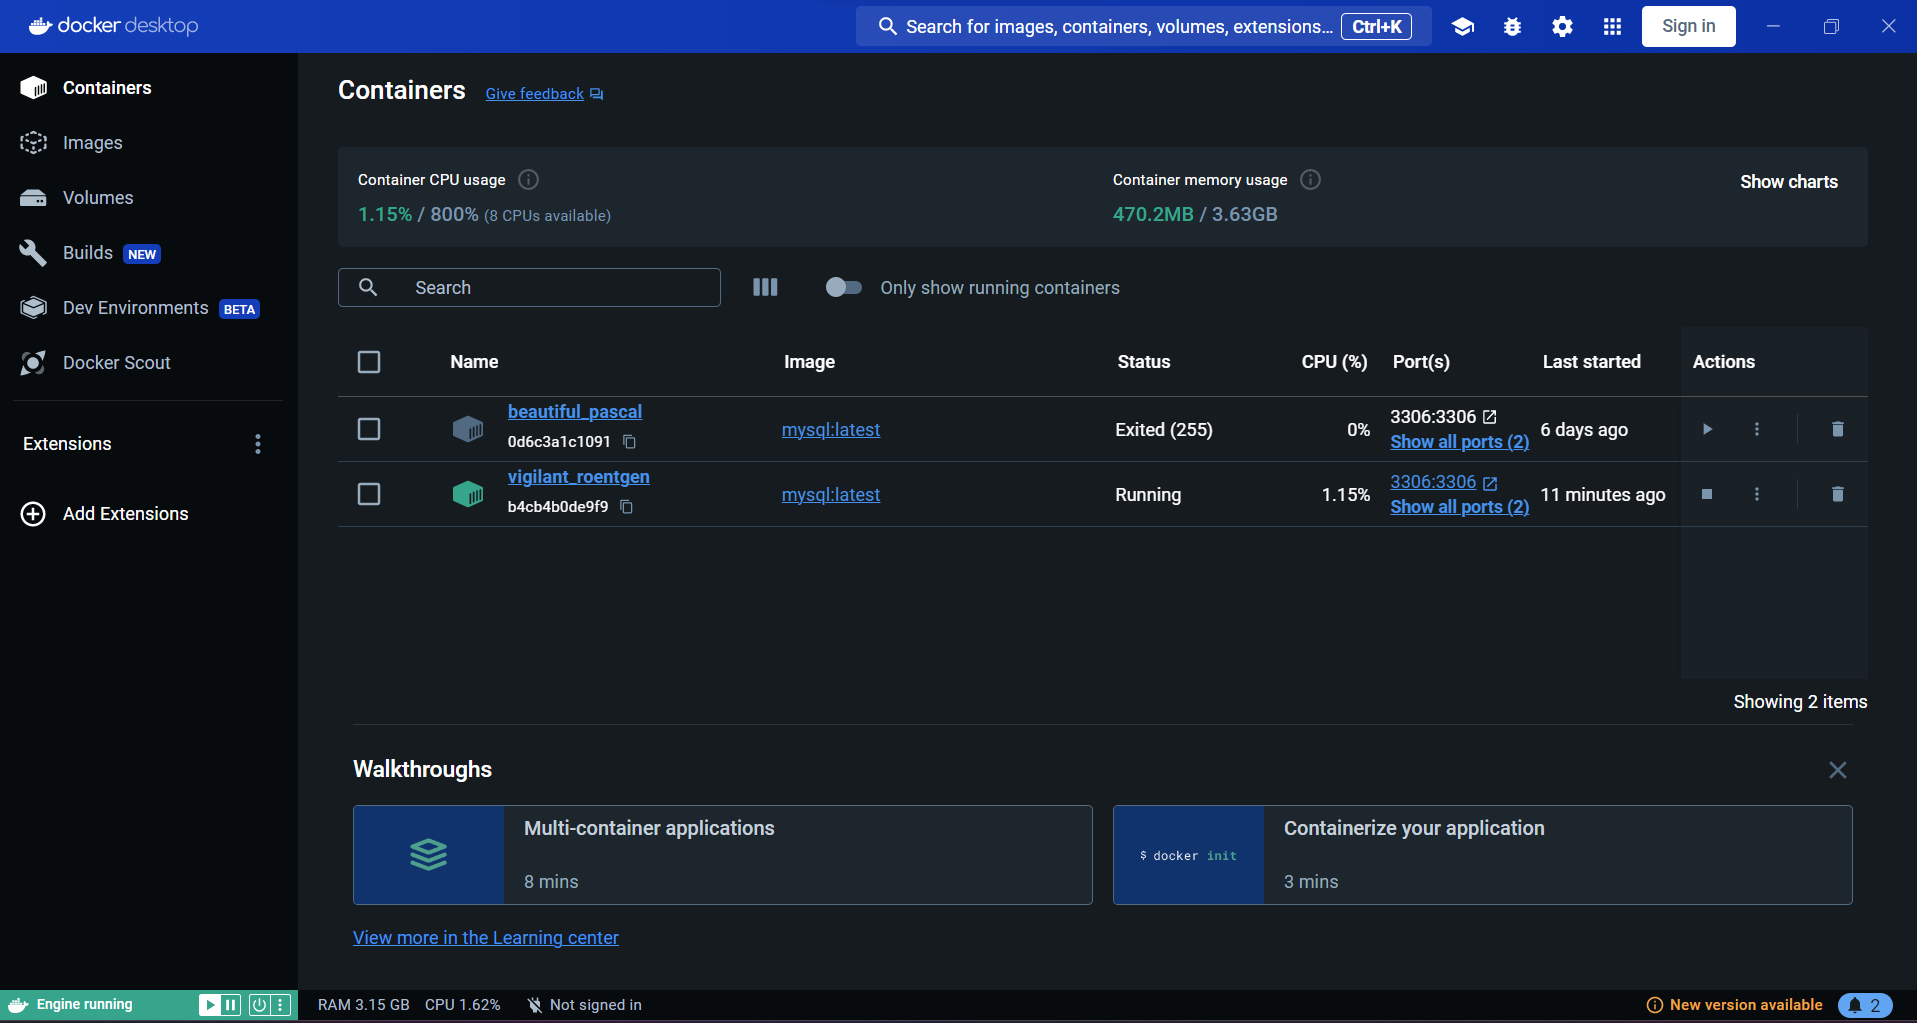 docker desktop
Search for images, containers, volumes, extensions... Ctrl+K
Sign in
Containers
Images
Volumes
Builds NEW
Dev Environments BETA
Docker Scout
Extensions
Add Extensions
Containers Give feedback
Container CPU usage
1.15% / 800% (8 CPUs available)
Container memory usage
470.2MB / 3.63GB
Show charts
Search
Only show running containers
Name Image Status CPU (%) Port(s) Last started Actions
beautiful_pascal
0d6c3a1c1091
mysql:latest
Exited (255)
0%
3306:3306
Show all ports (2)
6 days ago
vigilant_roentgen
b4cb4b0de9f9
mysql:latest
Running
1.15%
3306:3306
Show all ports (2)
11 minutes ago
Showing 2 items
Walkthroughs
Multi-container applications
8 mins
$ docker init
Containerize your application
3 mins
View more in the Learning center
Engine running
RAM 3.15 GB CPU 1.62% Not signed in
New version available 2